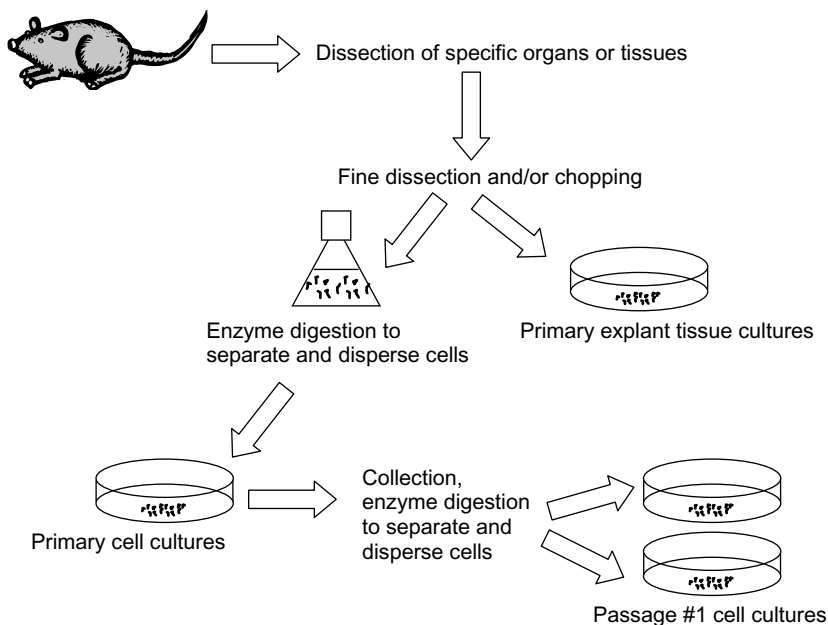 Dissection of specific organs or tissues
Fine dissection and/or chopping
Enzyme digestion to
separate and disperse cells
Primary explant tissue cultures
Primary cell cultures
Collection,
enzyme digestion
to separate and
disperse cells
Passage #1 cell cultures